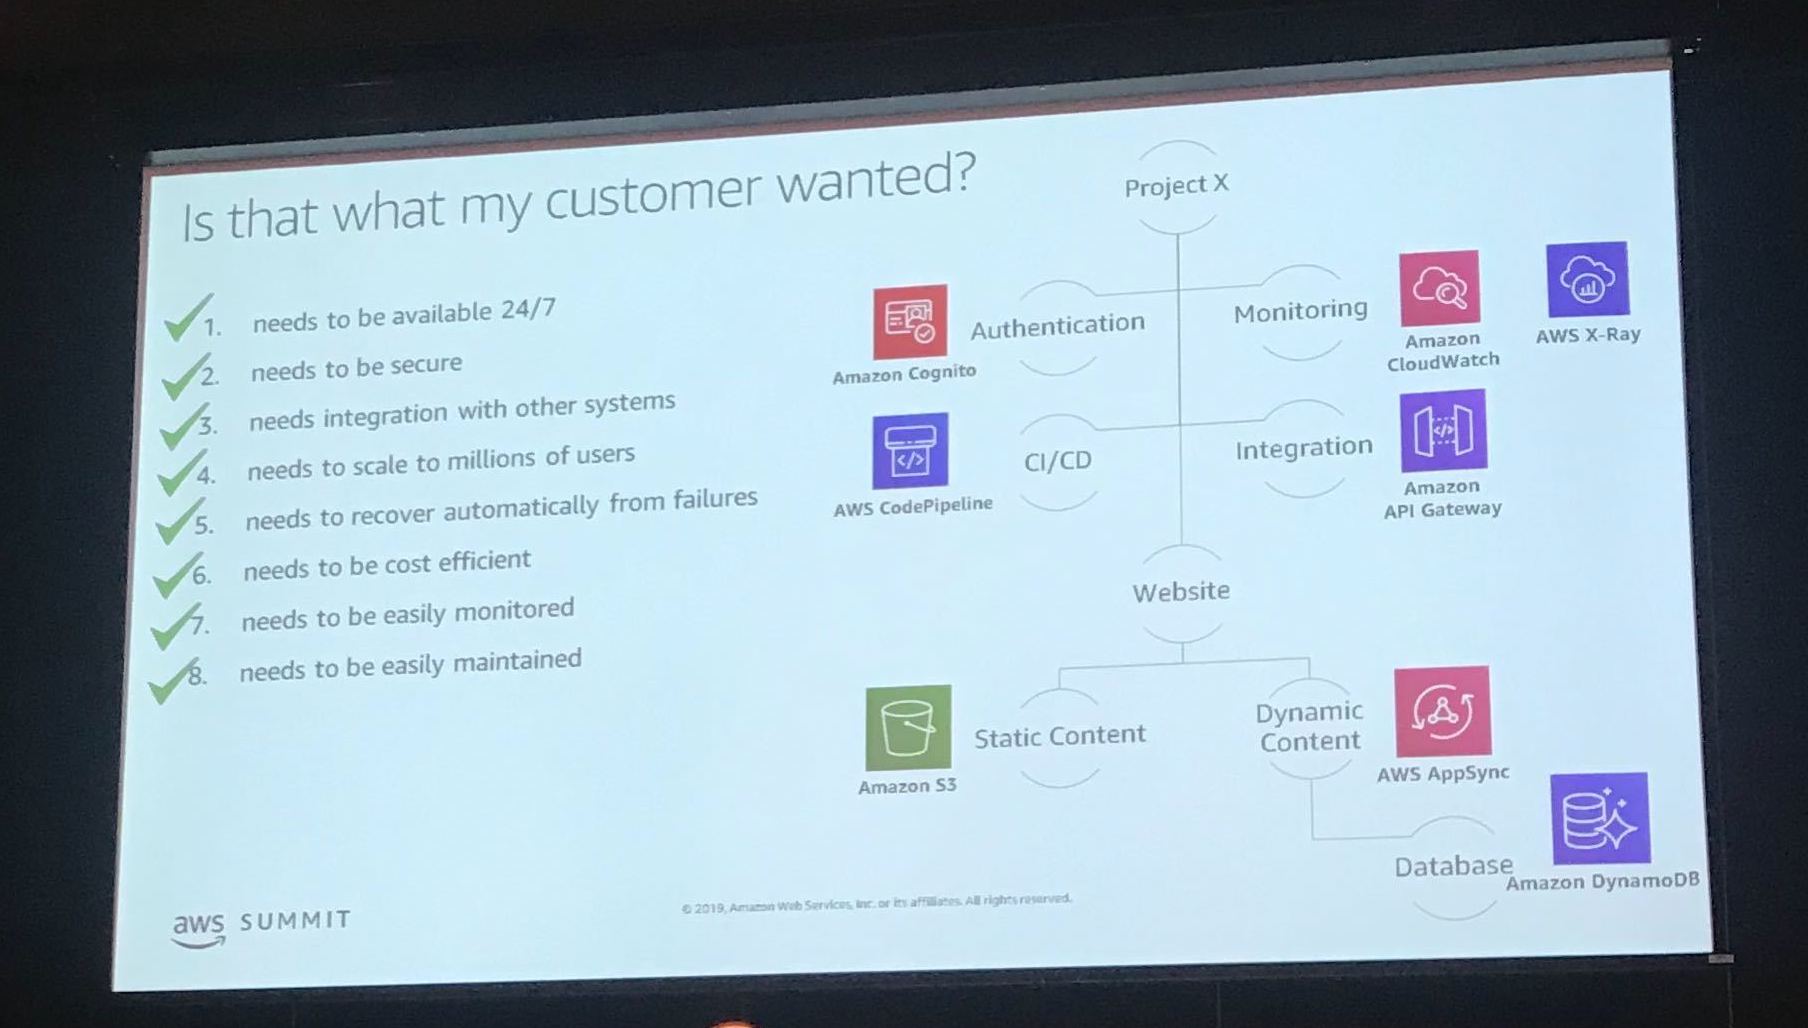 Is that what my customer wanted?
1. needs to be available 24/7
2. needs to be secure
3. needs integration with other systems
4. needs to scale to millions of users
5. needs to recover automatically from failures
6. needs to be cost efficient
7. needs to be easily monitored
8. needs to be easily maintained
Project X
Authentication
Amazon Cognito
Monitoring
Amazon
CloudWatch
AWS X-Ray
CI/CD
AWS CodePipeline
Integration
Amazon
API Gateway
Website
Static Content
Amazon S3
Dynamic
Content
AWS AppSync
Database
Amazon DynamoDB
aws SUMMIT
© 2019, Amazon Web Services, Inc. or its affiliates. All rights reserved.